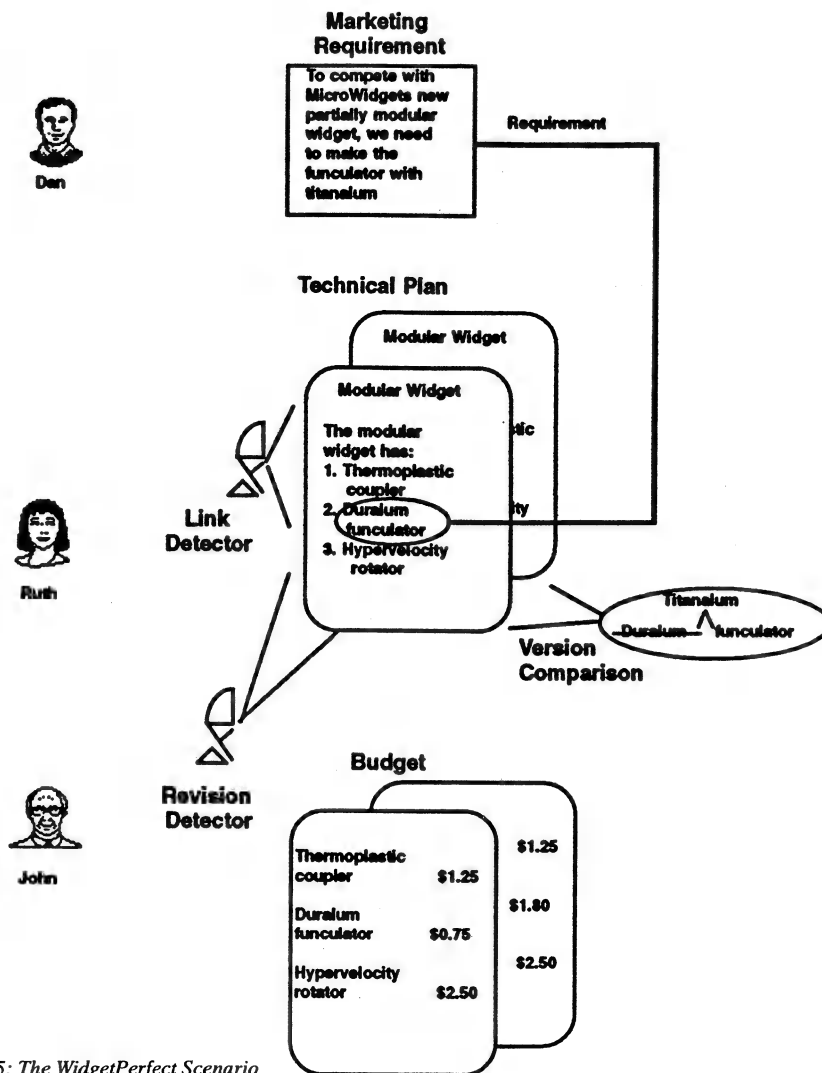 Marketing
Requirement
To compete with
MicroWidgets new
partially modular
widget, we need
to make the
funculator with
titanalum
Requirement
Dan
Technical Plan
Modular Widget
Modular Widget
The modular
widget has:
1. Thermoplastic
coupler
2. Duralum
funculator
3. Hypervelocity
rotator
stic
ity
Link
Detector
Ruth
Titanalum
Duralum funculator
Version
Comparison
Revision
Detector
John
Budget
Thermoplastic
coupler $1.25
Duralum
funculator $0.75
Hypervelocity
rotator $2.50
$1.25
$1.80
$2.50
5: The WidgetPerfect Scenario